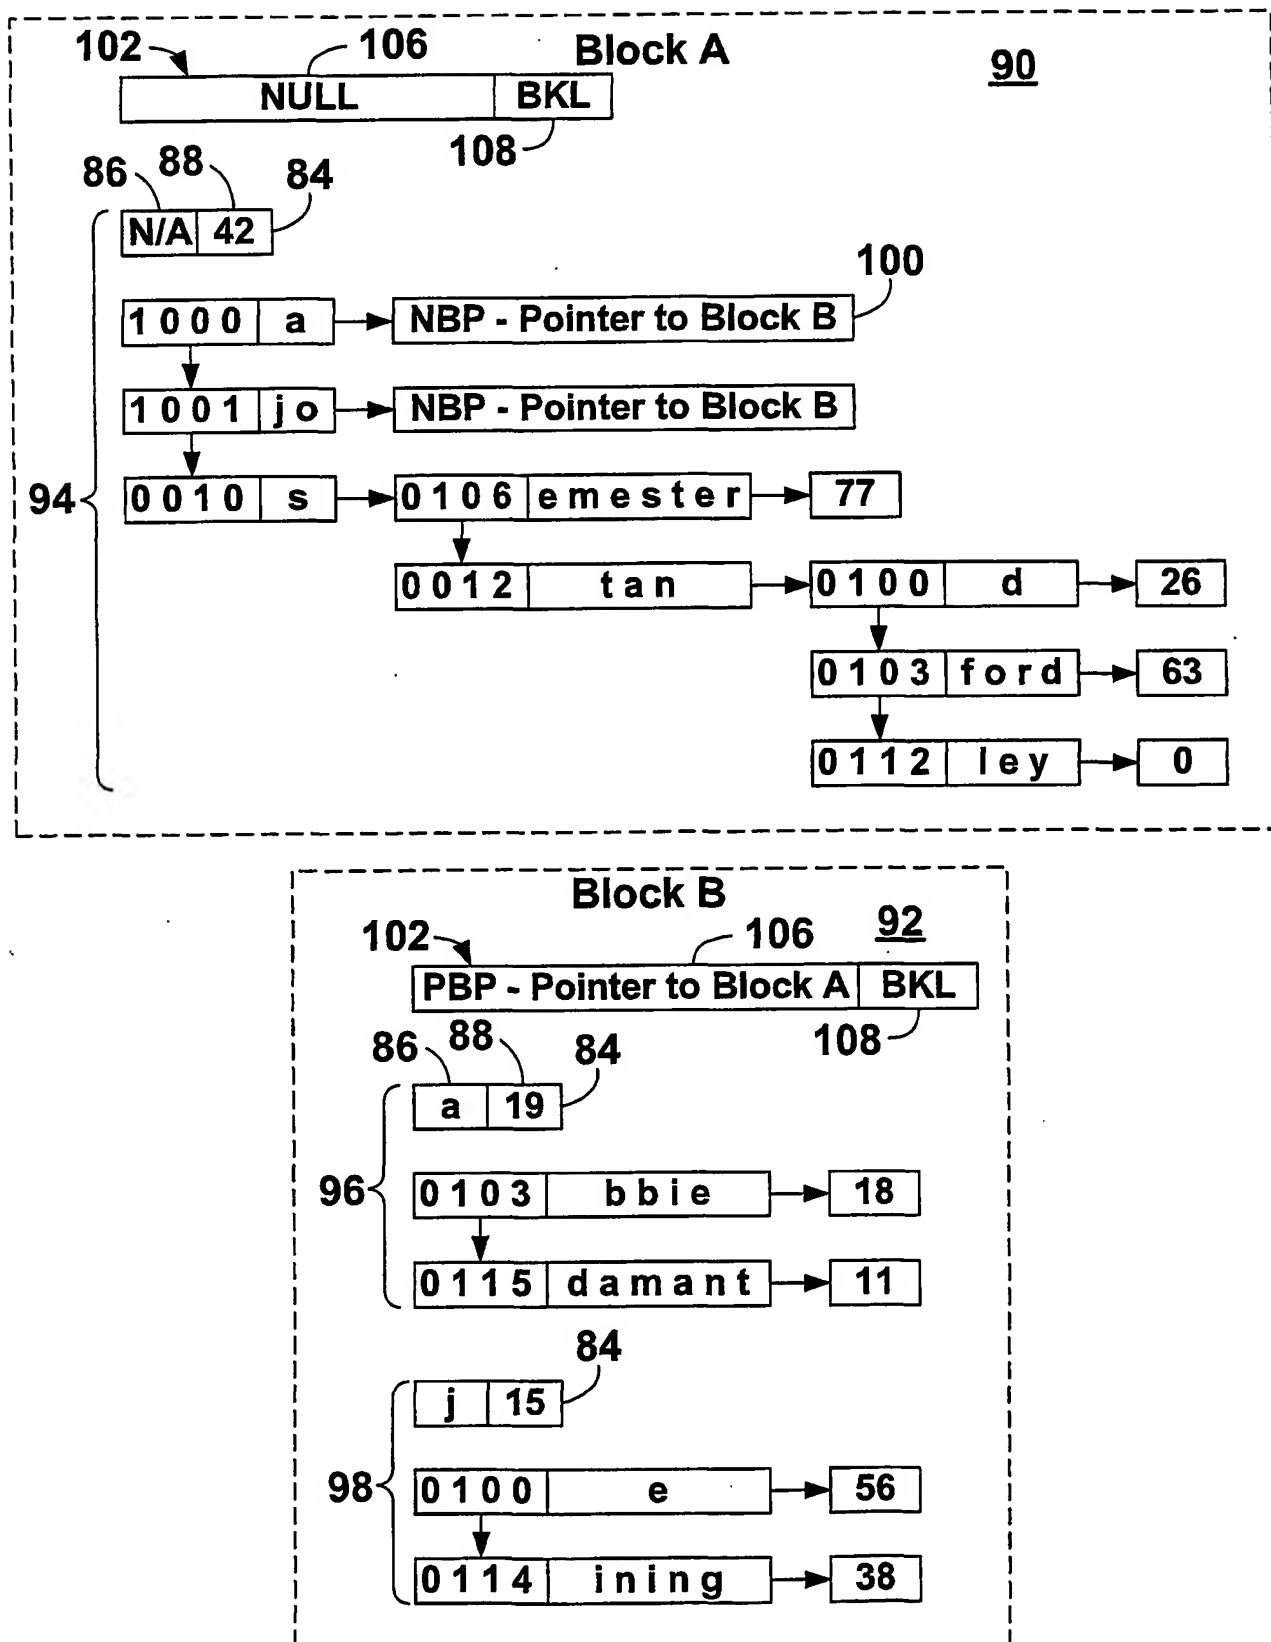 102 106 Block A 90
NULL BKL
108
86 88 84
N/A 42
100
1 0 0 0 a NBP - Pointer to Block B
1 0 0 1 j o NBP - Pointer to Block B
94 0 0 1 0 s 0 1 0 6 e m e s t e r 77
0 0 1 2 t a n 0 1 0 0 d 26
0 1 0 3 f o r d 63
0 1 1 2 l e y 0
Block B
102 106 92
PBP - Pointer to Block A BKL
108
86 88 84
a 19
96 0 1 0 3 b b i e 18
0 1 1 5 d a m a n t 11
84
j 15
98 0 1 0 0 e 56
0 1 1 4 i n i n g 38